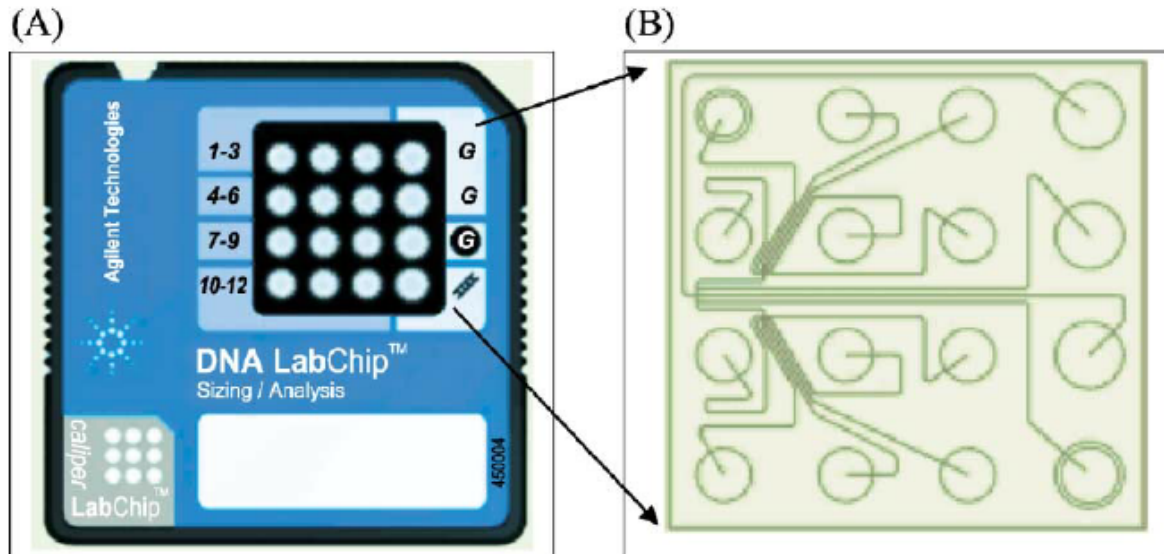 (A)
(B)
Agilent Technologies
1-3
G
4-6
G
7-9
G
10-12
DNA LabChip™
Sizing / Analysis
caliper
LabChip™
450004